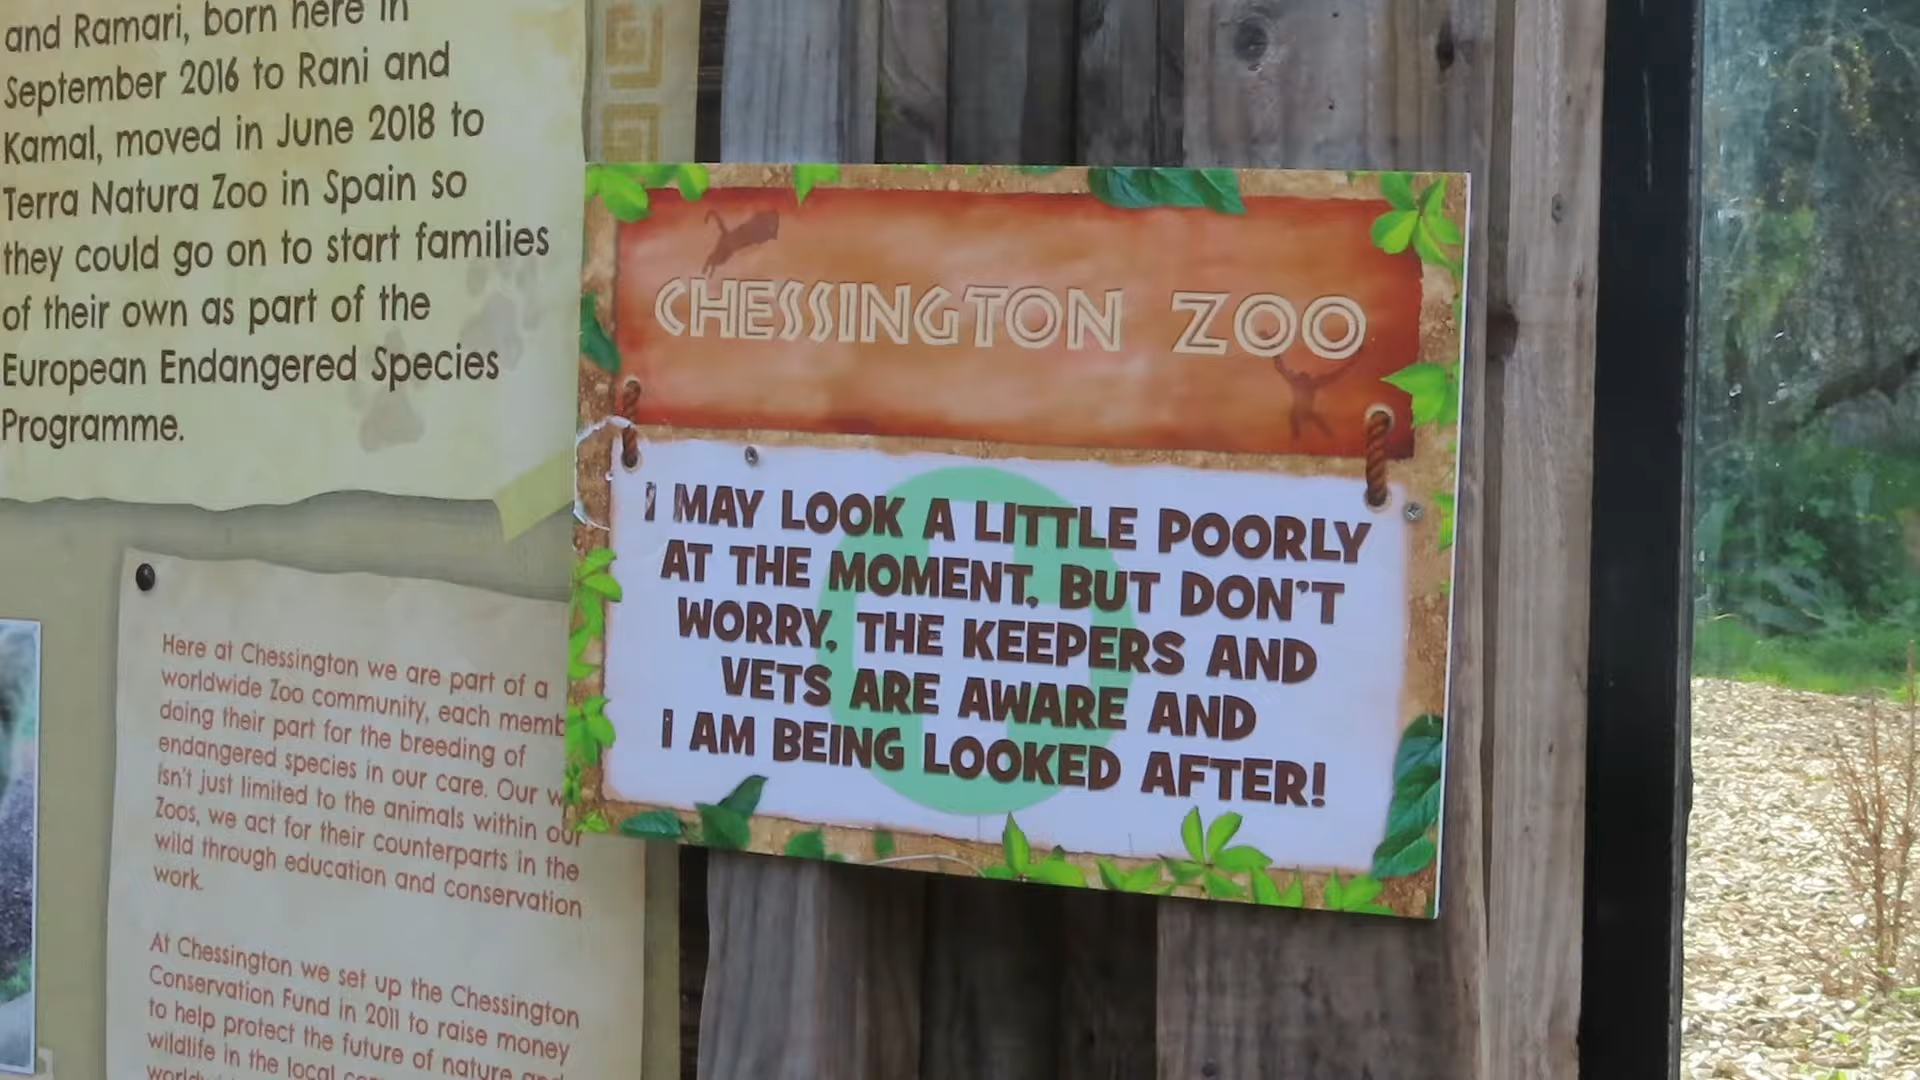 and Ramari, born here in
September 2016 to Rani and
Kamal, moved in June 2018 to
Terra Natura Zoo in Spain so
they could go on to start families
of their own as part of the
European Endangered Species
Programme.
Here at Chessington we are part of a
worldwide Zoo community, each memb
doing their part for the breeding of
endangered species in our care. Our w
isn't just limited to the animals within our
Zoos, we act for their counterparts in the
wild through education and conservation
work.
At Chessington we set up the Chessington
Conservation Fund in 2011 to raise money
to help protect the future of nature and
wildlife in the local
CHESSINGTON ZOO
I MAY LOOK A LITTLE POORLY
AT THE MOMENT. BUT DON'T
WORRY. THE KEEPERS AND
VETS ARE AWARE AND
I AM BEING LOOKED AFTER!